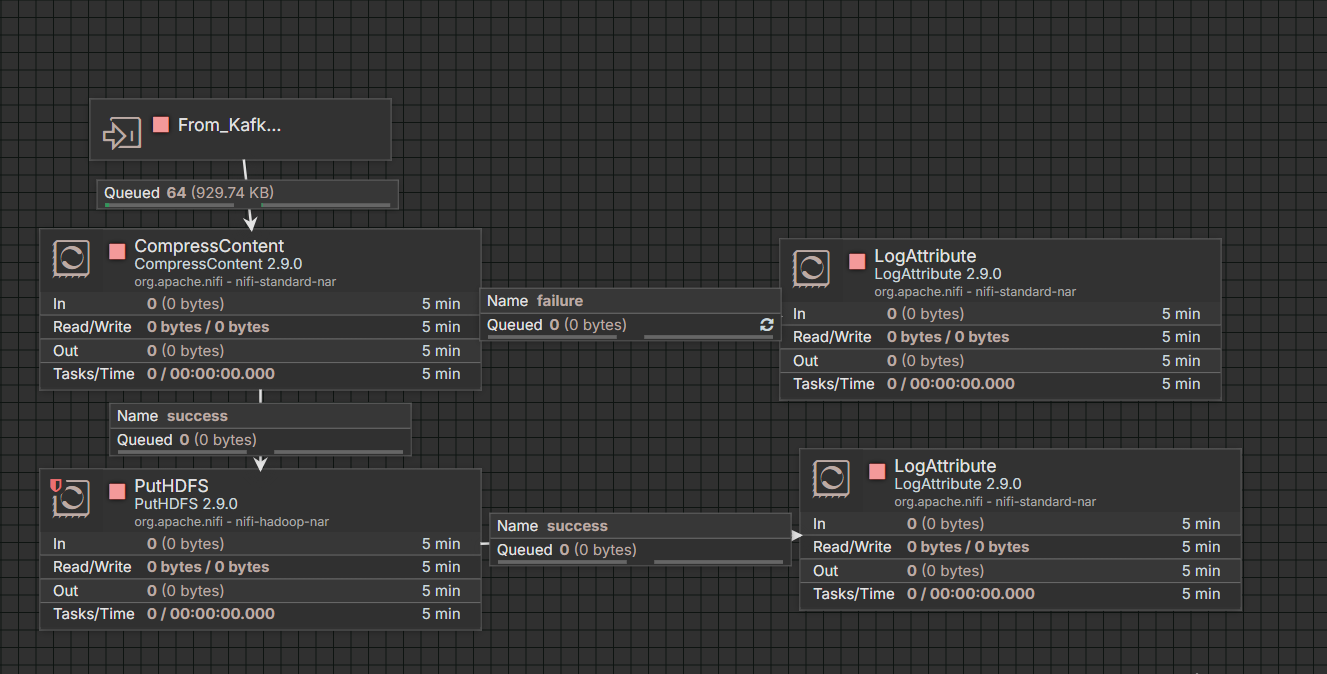 From_Kafk...
Queued 64 (929.74 KB)
CompressContent
CompressContent 2.9.0
org.apache.nifi - nifi-standard-nar
In 0 (0 bytes) 5 min
Read/Write 0 bytes / 0 bytes 5 min
Out 0 (0 bytes) 5 min
Tasks/Time 0 / 00:00:00.000 5 min
Name failure
Queued 0 (0 bytes)
LogAttribute
LogAttribute 2.9.0
org.apache.nifi - nifi-standard-nar
In 0 (0 bytes) 5 min
Read/Write 0 bytes / 0 bytes 5 min
Out 0 (0 bytes) 5 min
Tasks/Time 0 / 00:00:00.000 5 min
Name success
Queued 0 (0 bytes)
PutHDFS
PutHDFS 2.9.0
org.apache.nifi - nifi-hadoop-nar
In 0 (0 bytes) 5 min
Read/Write 0 bytes / 0 bytes 5 min
Out 0 (0 bytes) 5 min
Tasks/Time 0 / 00:00:00.000 5 min
Name success
Queued 0 (0 bytes)
LogAttribute
LogAttribute 2.9.0
org.apache.nifi - nifi-standard-nar
In 0 (0 bytes) 5 min
Read/Write 0 bytes / 0 bytes 5 min
Out 0 (0 bytes) 5 min
Tasks/Time 0 / 00:00:00.000 5 min